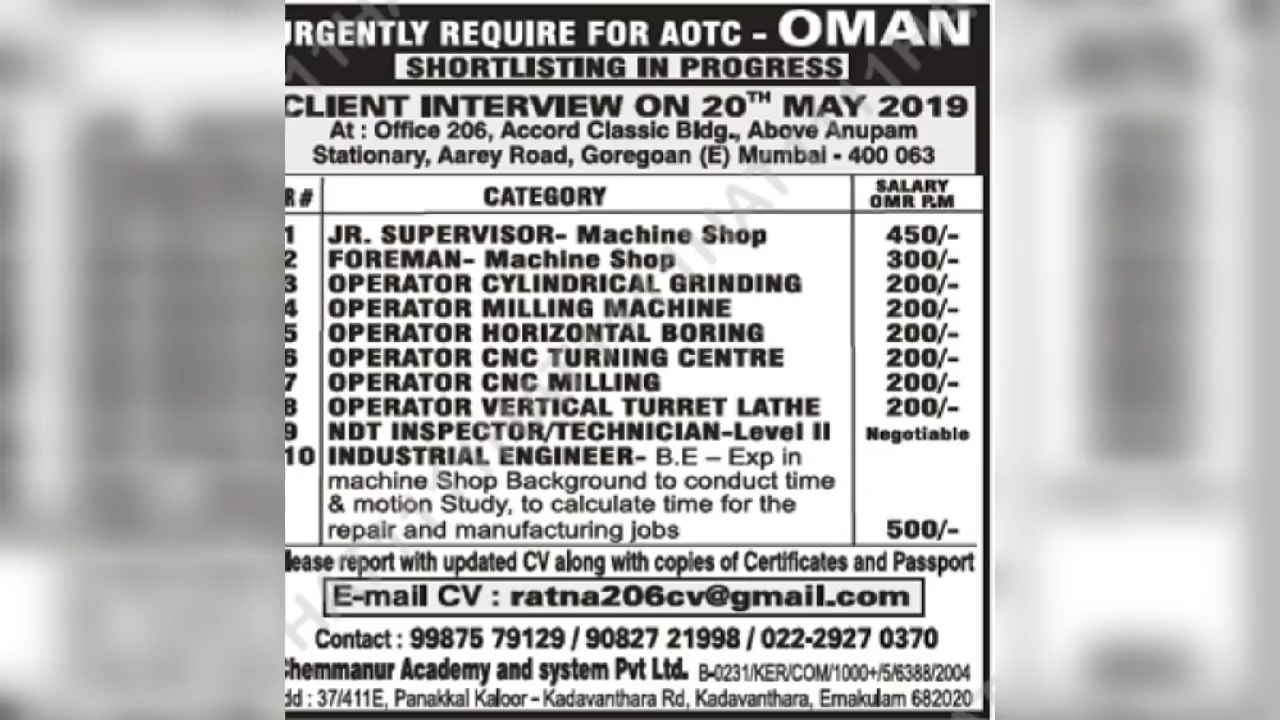 URGENTLY REQUIRE FOR AOTC - OMAN
SHORTLISTING IN PROGRESS
CLIENT INTERVIEW ON 20TH MAY 2019
At : Office 206, Accord Classic Bldg., Above Anupam
Stationary, Aarey Road, Goregoan (E) Mumbai - 400 063
R # CATEGORY SALARY OMR P.M
1 JR. SUPERVISOR- Machine Shop 450/-
2 FOREMAN- Machine Shop 300/-
3 OPERATOR CYLINDRICAL GRINDING 200/-
4 OPERATOR MILLING MACHINE 200/-
5 OPERATOR HORIZONTAL BORING 200/-
6 OPERATOR CNC TURNING CENTRE 200/-
7 OPERATOR CNC MILLING 200/-
8 OPERATOR VERTICAL TURRET LATHE 200/-
9 NDT INSPECTOR/TECHNICIAN-Level II Negotiable
10 INDUSTRIAL ENGINEER- B.E – Exp in
machine Shop Background to conduct time
& motion Study, to calculate time for the
repair and manufacturing jobs 500/-
lease report with updated CV along with copies of Certificates and Passport
E-mail CV : ratna206cv@gmail.com
Contact : 99875 79129 / 90827 21998 / 022-2927 0370
Chemmanur Academy and system Pvt Ltd. B-0231/KER/COM/1000+/5/6388/2004
dd : 37/411E, Panakkal Kaloor – Kadavanthara Rd, Kadavanthara, Ernakulam 682020